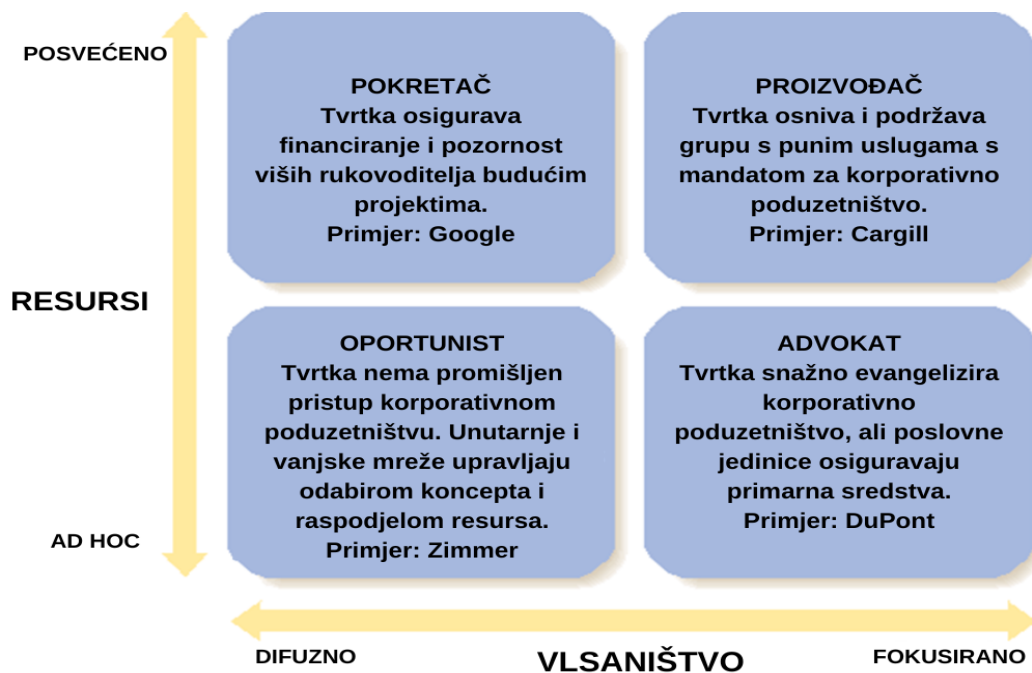 POSVEĆENO
POKRETAČ
Tvrtka osigurava
financiranje i pozornost
viših rukovoditelja budućim
projektima.
Primjer: Google
PROIZVOĐAČ
Tvrtka osniva i podržava
grupu s punim uslugama s
mandatom za korporativno
poduzetništvo.
Primjer: Cargill
RESURSI
OPORTUNIST
Tvrtka nema promišljen
pristup korporativnom
poduzetništvu. Unutarnje i
vanjske mreže upravljaju
odabirom koncepta i
raspodjelom resursa.
Primjer: Zimmer
ADVOKAT
Tvrtka snažno evangelizira
korporativno
poduzetništvo, ali poslovne
jedinice osiguravaju
primarna sredstva.
Primjer: DuPont
AD HOC
DIFUZNO
VLSANIŠTVO
FOKUSIRANO